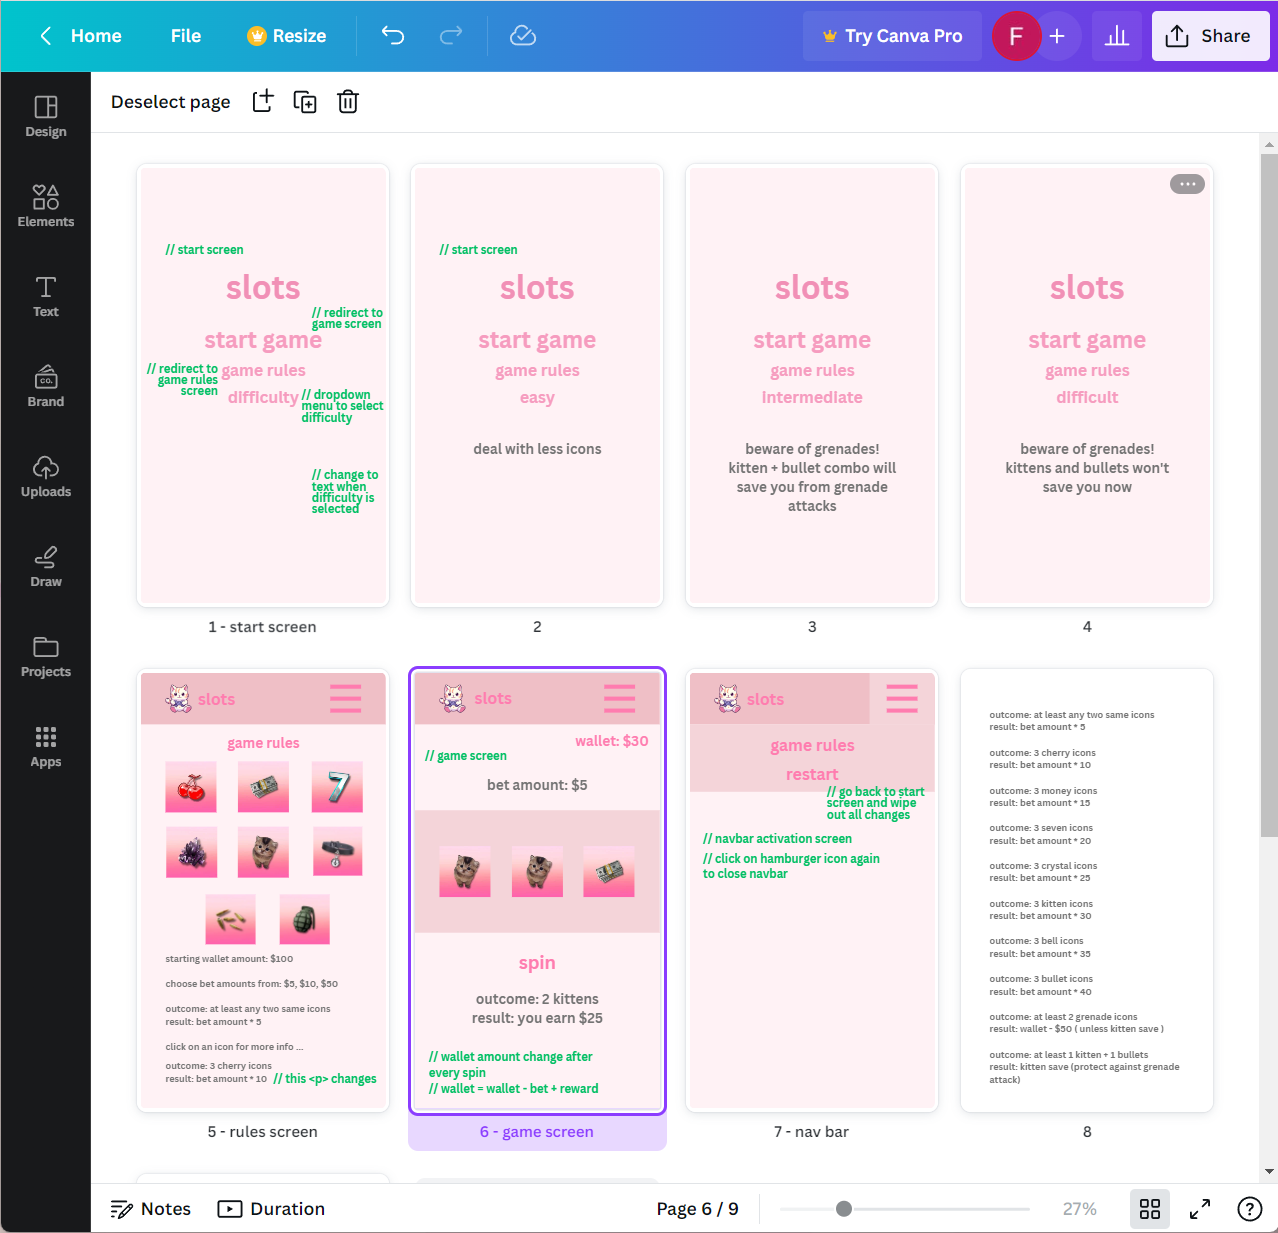 Home
File
Resize
Try Canva Pro
F
Share
Design
Elements
Text
CO.
Brand
Uploads
Draw
Projects
Apps
Deselect page
// start screen
slots
// redirect to
game screen
start game
// redirect to
game rules
screen
game rules
difficulty
// dropdown
menu to select
difficulty
// change to
text when
difficulty is
selected
1 - start screen
// start screen
slots
start game
game rules
easy
deal with less icons
2
slots
start game
game rules
intermediate
beware of grenades!
kitten + bullet combo will
save you from grenade
attacks
3
slots
start game
game rules
difficult
beware of grenades!
kittens and bullets won't
save you now
4
slots
game rules
7
starting wallet amount: $100
choose bet amounts from: $5, $10, $50
outcome: at least any two same icons
result: bet amount * 5
click on an icon for more info ...
outcome: 3 cherry icons
result: bet amount * 10
// this <p> changes
5 - rules screen
slots
wallet: $30
// game screen
bet amount: $5
spin
outcome: 2 kittens
result: you earn $25
// wallet amount change after
every spin
// wallet = wallet - bet + reward
6 - game screen
slots
game rules
restart
// go back to start
screen and wipe
out all changes
// navbar activation screen
// click on hamburger icon again
to close navbar
7 - nav bar
outcome: at least any two same icons
result: bet amount * 5
outcome: 3 cherry icons
result: bet amount * 10
outcome: 3 money icons
result: bet amount * 15
outcome: 3 seven icons
result: bet amount * 20
outcome: 3 crystal icons
result: bet amount * 25
outcome: 3 kitten icons
result: bet amount * 30
outcome: 3 bell icons
result: bet amount * 35
outcome: 3 bullet icons
result: bet amount * 40
outcome: at least 2 grenade icons
result: wallet - $50 ( unless kitten save )
outcome: at least 1 kitten + 1 bullets
result: kitten save (protect against grenade
attack)
8
Notes
Duration
Page 6 / 9
27%